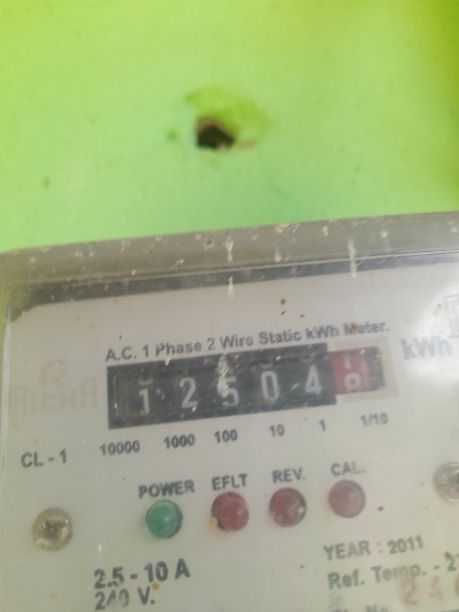 A.C. 1 Phase 2 Wire Static kWh Meter.
1 2 5 0 4 8 kWh
RICHA
10000 1000 100 10 1 1/10
CL - 1
POWER EFLT REV. CAL.
YEAR : 2011
2.5 - 10 A
Ref. Temp. -
240 V.